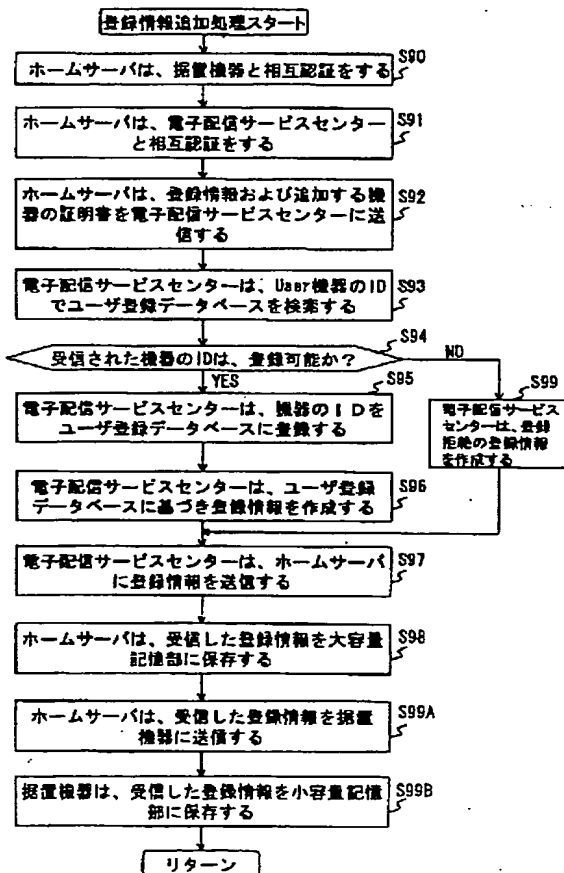 登録情報追加処理スタート
S90
ホームサーバは、据置機器と相互認証をする
S91
ホームサーバは、電子配信サービスセンター
と相互認証をする
S92
ホームサーバは、登録情報および追加する機
器の証明書を電子配信サービスセンターに送
信する
S93
電子配信サービスセンターは、User機器のID
でユーザ登録データベースを検索する
S94
受信された機器のIDは、登録可能か?
NO
YES
S95
電子配信サービスセンターは、機器のIDを
ユーザ登録データベースに登録する
S99
電子配信サービス
センターは、登録
拒絶の登録情報
を作成する
S96
電子配信サービスセンターは、ユーザ登録
データベースに基づき登録情報を作成する
S97
電子配信サービスセンターは、ホームサーバ
に登録情報を送信する
S98
ホームサーバは、受信した登録情報を大容量
記憶部に保存する
S99A
ホームサーバは、受信した登録情報を据置
機器に送信する
S99B
据置機器は、受信した登録情報を小容量記憶
部に保存する
リターン